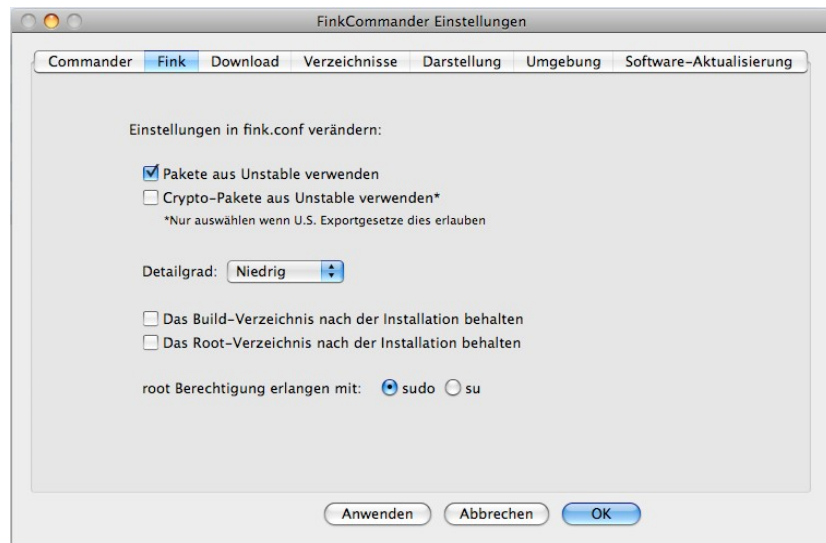 FinkCommander Einstellungen
Commander Fink Download Verzeichnisse Darstellung Umgebung Software-Aktualisierung
Einstellungen in fink.conf verändern:
Pakete aus Unstable verwenden
Crypto-Pakete aus Unstable verwenden*
*Nur auswählen wenn U.S. Exportgesetze dies erlauben
Detailgrad: Niedrig
Das Build-Verzeichnis nach der Installation behalten
Das Root-Verzeichnis nach der Installation behalten
root Berechtigung erlangen mit: sudo su
Anwenden Abbrechen OK